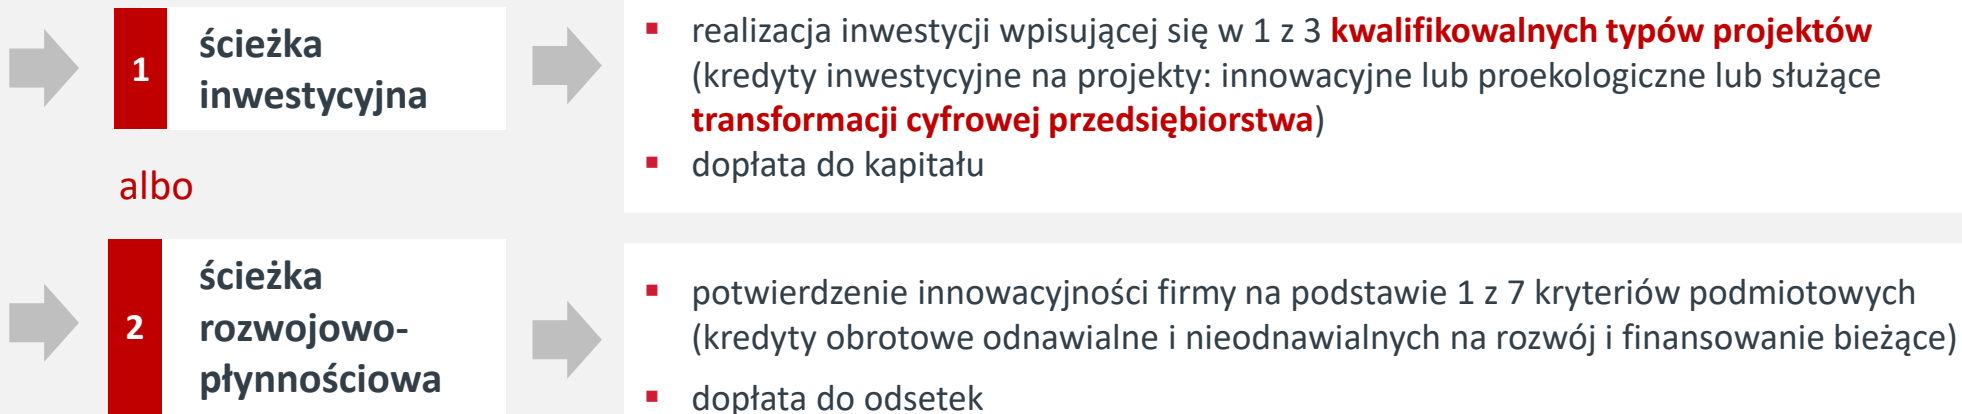 1
ścieżka
inwestycyjna
▪ realizacja inwestycji wpisującej się w 1 z 3 kwalifikowalnych typów projektów
(kredyty inwestycyjne na projekty: innowacyjne lub proekologiczne lub służące
transformacji cyfrowej przedsiębiorstwa)
▪ dopłata do kapitału
albo
2
ścieżka
rozwojowo-
płynnościowa
▪ potwierdzenie innowacyjności firmy na podstawie 1 z 7 kryteriów podmiotowych
(kredyty obrotowe odnawialne i nieodnawialnych na rozwój i finansowanie bieżące)
▪ dopłata do odsetek